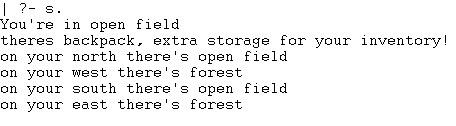 | ?- s.
You're in open field
theres backpack, extra storage for your inventory!
on your north there's open field
on your west there's forest
on your south there's open field
on your east there's forest